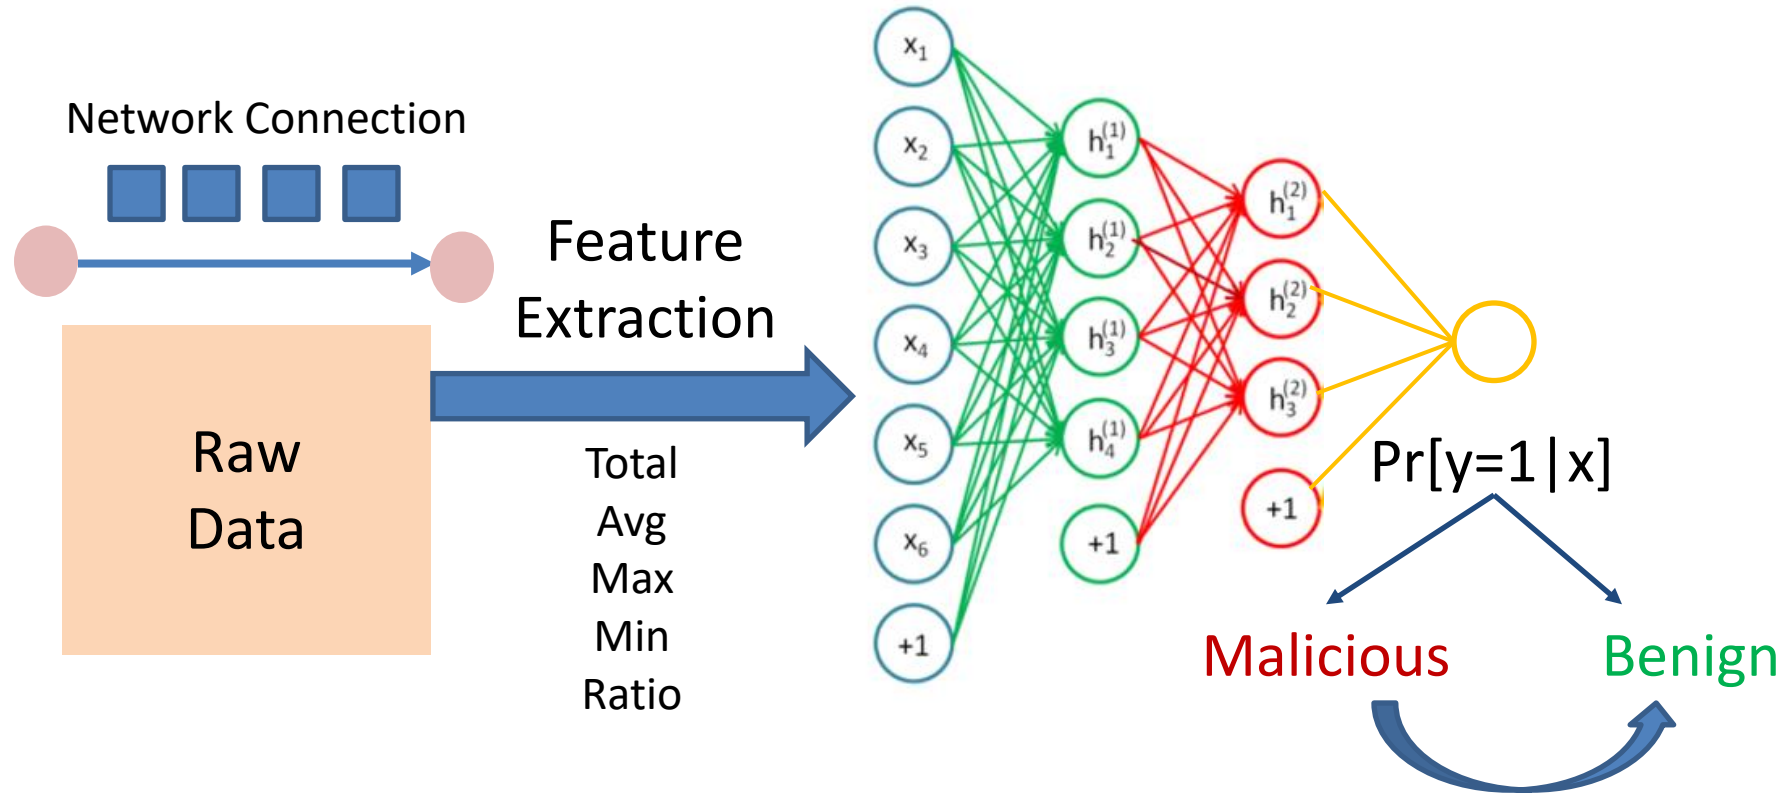 Network Connection
Raw
Data
Feature
Extraction
Total
Avg
Max
Min
Ratio
x₁
x₂
x₃
x₄
x₅
x₆
+1
h₁⁽¹⁾
h₂⁽¹⁾
h₃⁽¹⁾
h₄⁽¹⁾
+1
h₁⁽²⁾
h₂⁽²⁾
h₃⁽²⁾
+1
Pr[y=1|x]
Malicious
Benign